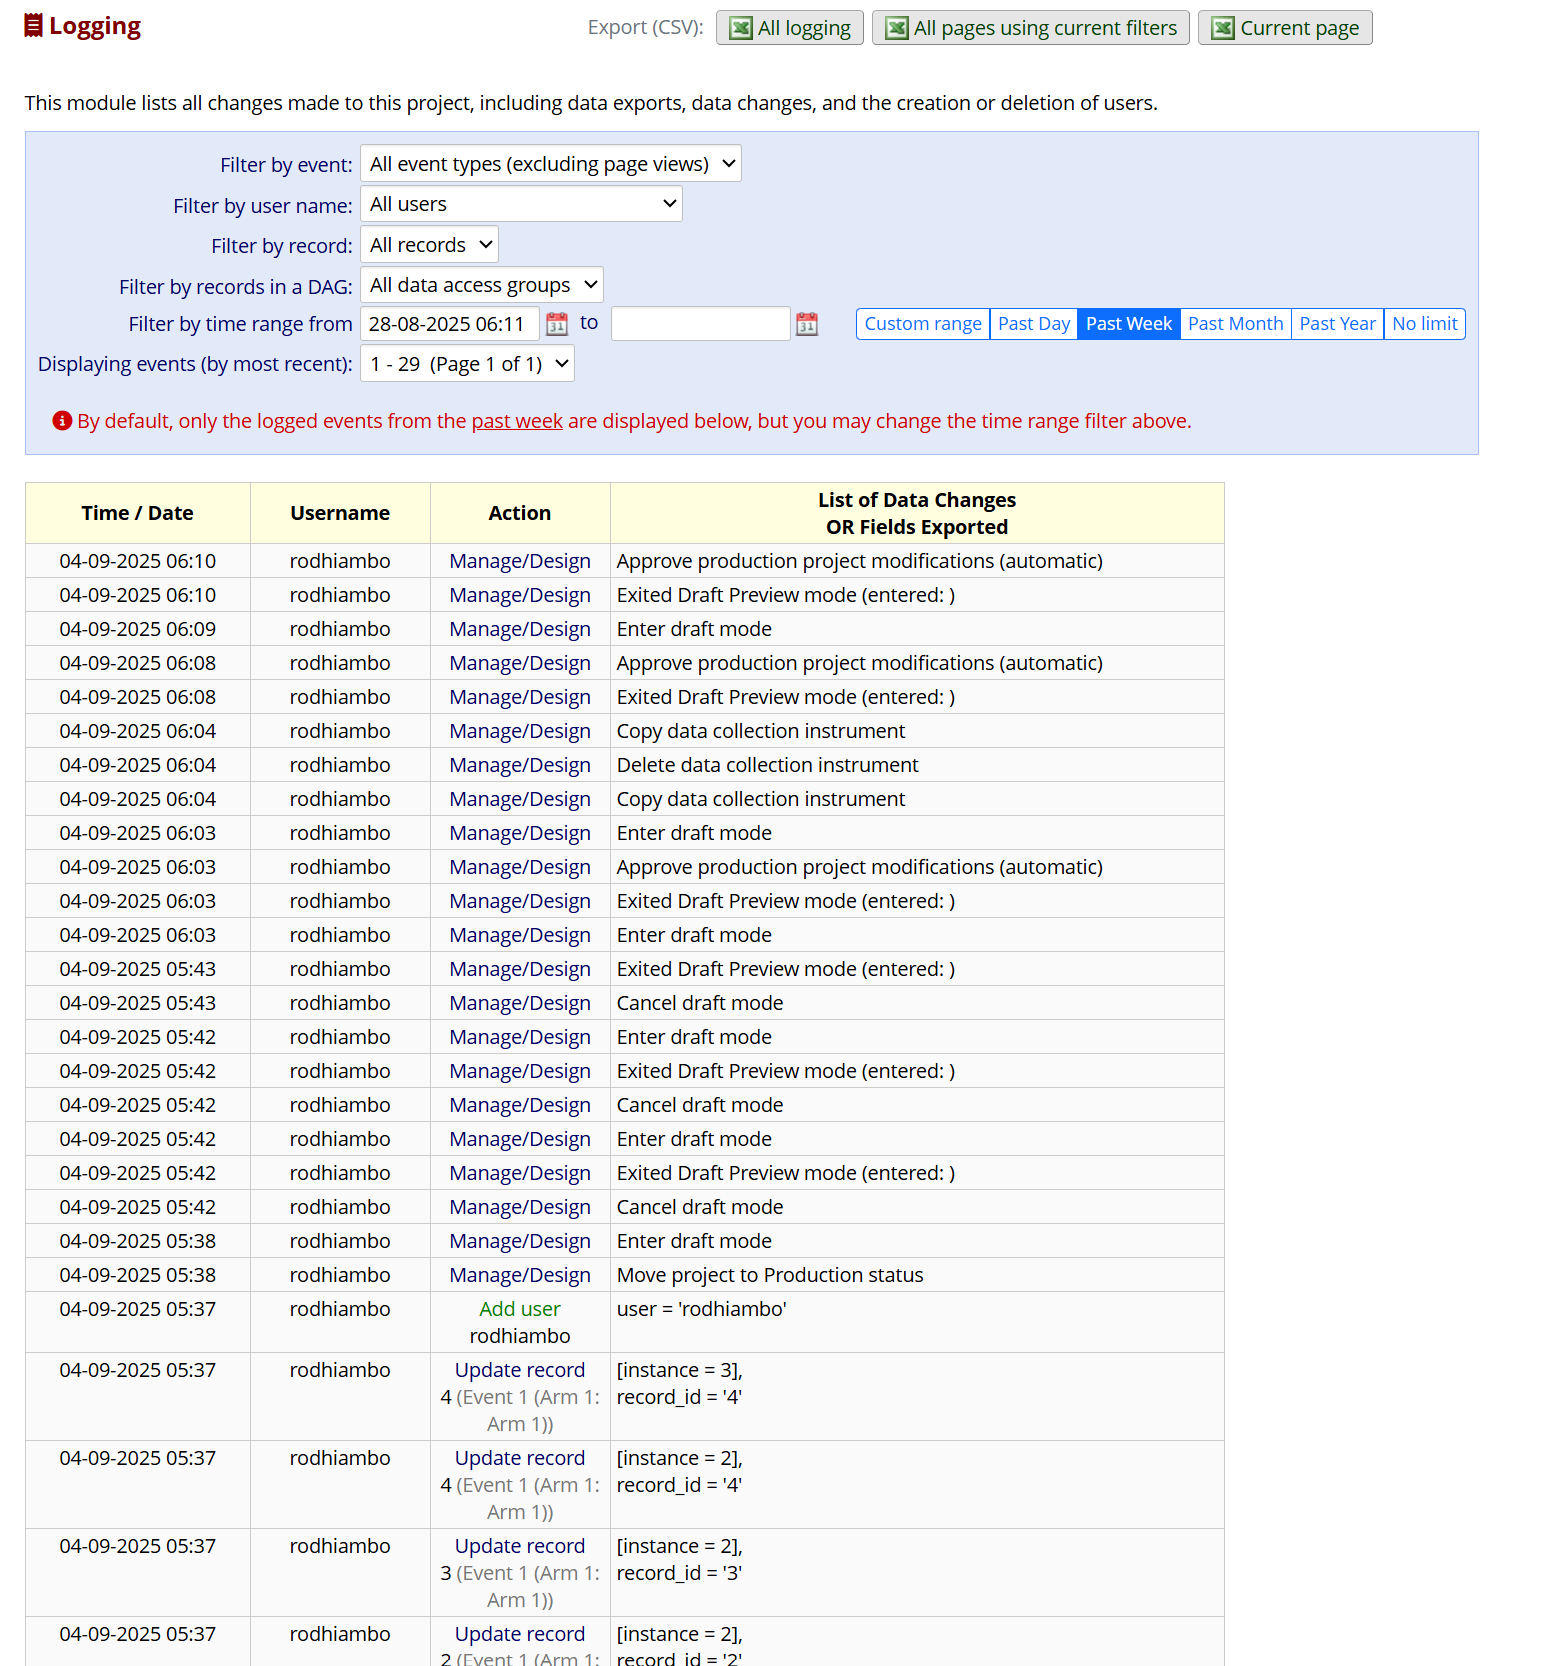 Logging
Export (CSV): All logging All pages using current filters Current page
This module lists all changes made to this project, including data exports, data changes, and the creation or deletion of users.
Filter by event: All event types (excluding page views)
Filter by user name: All users
Filter by record: All records
Filter by records in a DAG: All data access groups
Filter by time range from 28-08-2025 06:11 to Custom range Past Day Past Week Past Month Past Year No limit
Displaying events (by most recent): 1 - 29 (Page 1 of 1)
By default, only the logged events from the past week are displayed below, but you may change the time range filter above.
Time / Date Username Action List of Data Changes
OR Fields Exported
04-09-2025 06:10 rodhiambo Manage/Design Approve production project modifications (automatic)
04-09-2025 06:10 rodhiambo Manage/Design Exited Draft Preview mode (entered: )
04-09-2025 06:09 rodhiambo Manage/Design Enter draft mode
04-09-2025 06:08 rodhiambo Manage/Design Approve production project modifications (automatic)
04-09-2025 06:08 rodhiambo Manage/Design Exited Draft Preview mode (entered: )
04-09-2025 06:04 rodhiambo Manage/Design Copy data collection instrument
04-09-2025 06:04 rodhiambo Manage/Design Delete data collection instrument
04-09-2025 06:04 rodhiambo Manage/Design Copy data collection instrument
04-09-2025 06:03 rodhiambo Manage/Design Enter draft mode
04-09-2025 06:03 rodhiambo Manage/Design Approve production project modifications (automatic)
04-09-2025 06:03 rodhiambo Manage/Design Exited Draft Preview mode (entered: )
04-09-2025 06:03 rodhiambo Manage/Design Enter draft mode
04-09-2025 05:43 rodhiambo Manage/Design Exited Draft Preview mode (entered: )
04-09-2025 05:43 rodhiambo Manage/Design Cancel draft mode
04-09-2025 05:42 rodhiambo Manage/Design Enter draft mode
04-09-2025 05:42 rodhiambo Manage/Design Exited Draft Preview mode (entered: )
04-09-2025 05:42 rodhiambo Manage/Design Cancel draft mode
04-09-2025 05:42 rodhiambo Manage/Design Enter draft mode
04-09-2025 05:42 rodhiambo Manage/Design Exited Draft Preview mode (entered: )
04-09-2025 05:42 rodhiambo Manage/Design Cancel draft mode
04-09-2025 05:38 rodhiambo Manage/Design Enter draft mode
04-09-2025 05:38 rodhiambo Manage/Design Move project to Production status
04-09-2025 05:37 rodhiambo Add user user = 'rodhiambo'
rodhiambo
04-09-2025 05:37 rodhiambo Update record [instance = 3],
4 (Event 1 (Arm 1: record_id = '4'
Arm 1))
04-09-2025 05:37 rodhiambo Update record [instance = 2],
4 (Event 1 (Arm 1: record_id = '4'
Arm 1))
04-09-2025 05:37 rodhiambo Update record [instance = 2],
3 (Event 1 (Arm 1: record_id = '3'
Arm 1))
04-09-2025 05:37 rodhiambo Update record [instance = 2],
2 (Event 1 (Arm 1: record_id = '2'